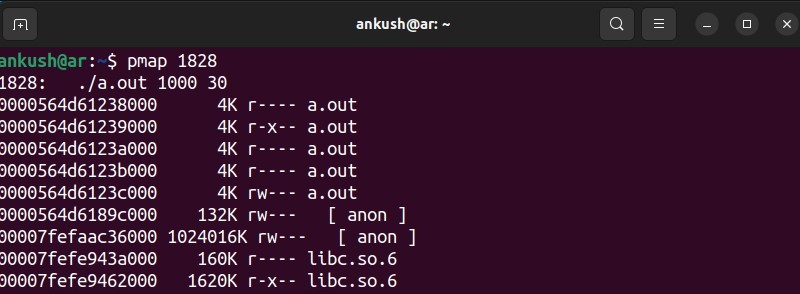 ankush@ar: ~
ankush@ar:~$ pmap 1828
1828:   ./a.out 1000 30
0000564d61238000      4K r---- a.out
0000564d61239000      4K r-x-- a.out
0000564d6123a000      4K r---- a.out
0000564d6123b000      4K r---- a.out
0000564d6123c000      4K rw--- a.out
0000564d6189c000    132K rw---   [ anon ]
00007fefaac36000 1024016K rw---   [ anon ]
00007fefe943a000    160K r---- libc.so.6
00007fefe9462000   1620K r-x-- libc.so.6